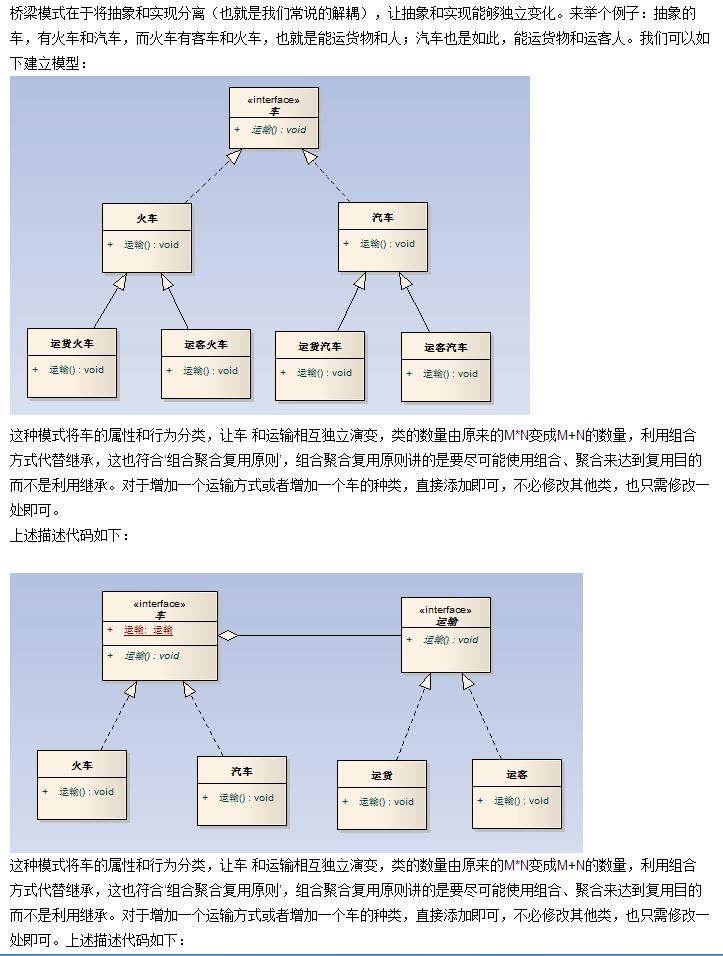 桥梁模式在于将抽象和实现分离（也就是我们常说的解耦），让抽象和实现能够独立变化。来举个例子：抽象的
车，有火车和汽车，而火车有客车和火车，也就是能运货物和人；汽车也是如此，能运货物和运客人。我们可以如
下建立模型：
«interface»
车
+ 运输() : void
火车
+ 运输() : void
汽车
+ 运输() : void
运货火车
+ 运输() : void
运客火车
+ 运输() : void
运货汽车
+ 运输() : void
运客汽车
+ 运输() : void
这种模式将车的属性和行为分类，让车 和运输相互独立演变，类的数量由原来的M*N变成M+N的数量，利用组合
方式代替继承，这也符合‘组合聚合复用原则’，组合聚合复用原则讲的是要尽可能使用组合、聚合来达到复用目的
而不是利用继承。对于增加一个运输方式或者增加一个车的种类，直接添加即可，不必修改其他类，也只需修改一
处即可。
上述描述代码如下：
«interface»
车
+ 运输: 运输
+ 运输() : void
«interface»
运输
+ 运输() : void
火车
+ 运输() : void
汽车
+ 运输() : void
运货
+ 运输() : void
运客
+ 运输() : void
这种模式将车的属性和行为分类，让车 和运输相互独立演变，类的数量由原来的M*N变成M+N的数量，利用组合
方式代替继承，这也符合‘组合聚合复用原则’，组合聚合复用原则讲的是要尽可能使用组合、聚合来达到复用目的
而不是利用继承。对于增加一个运输方式或者增加一个车的种类，直接添加即可，不必修改其他类，也只需修改一
处即可。上述描述代码如下：